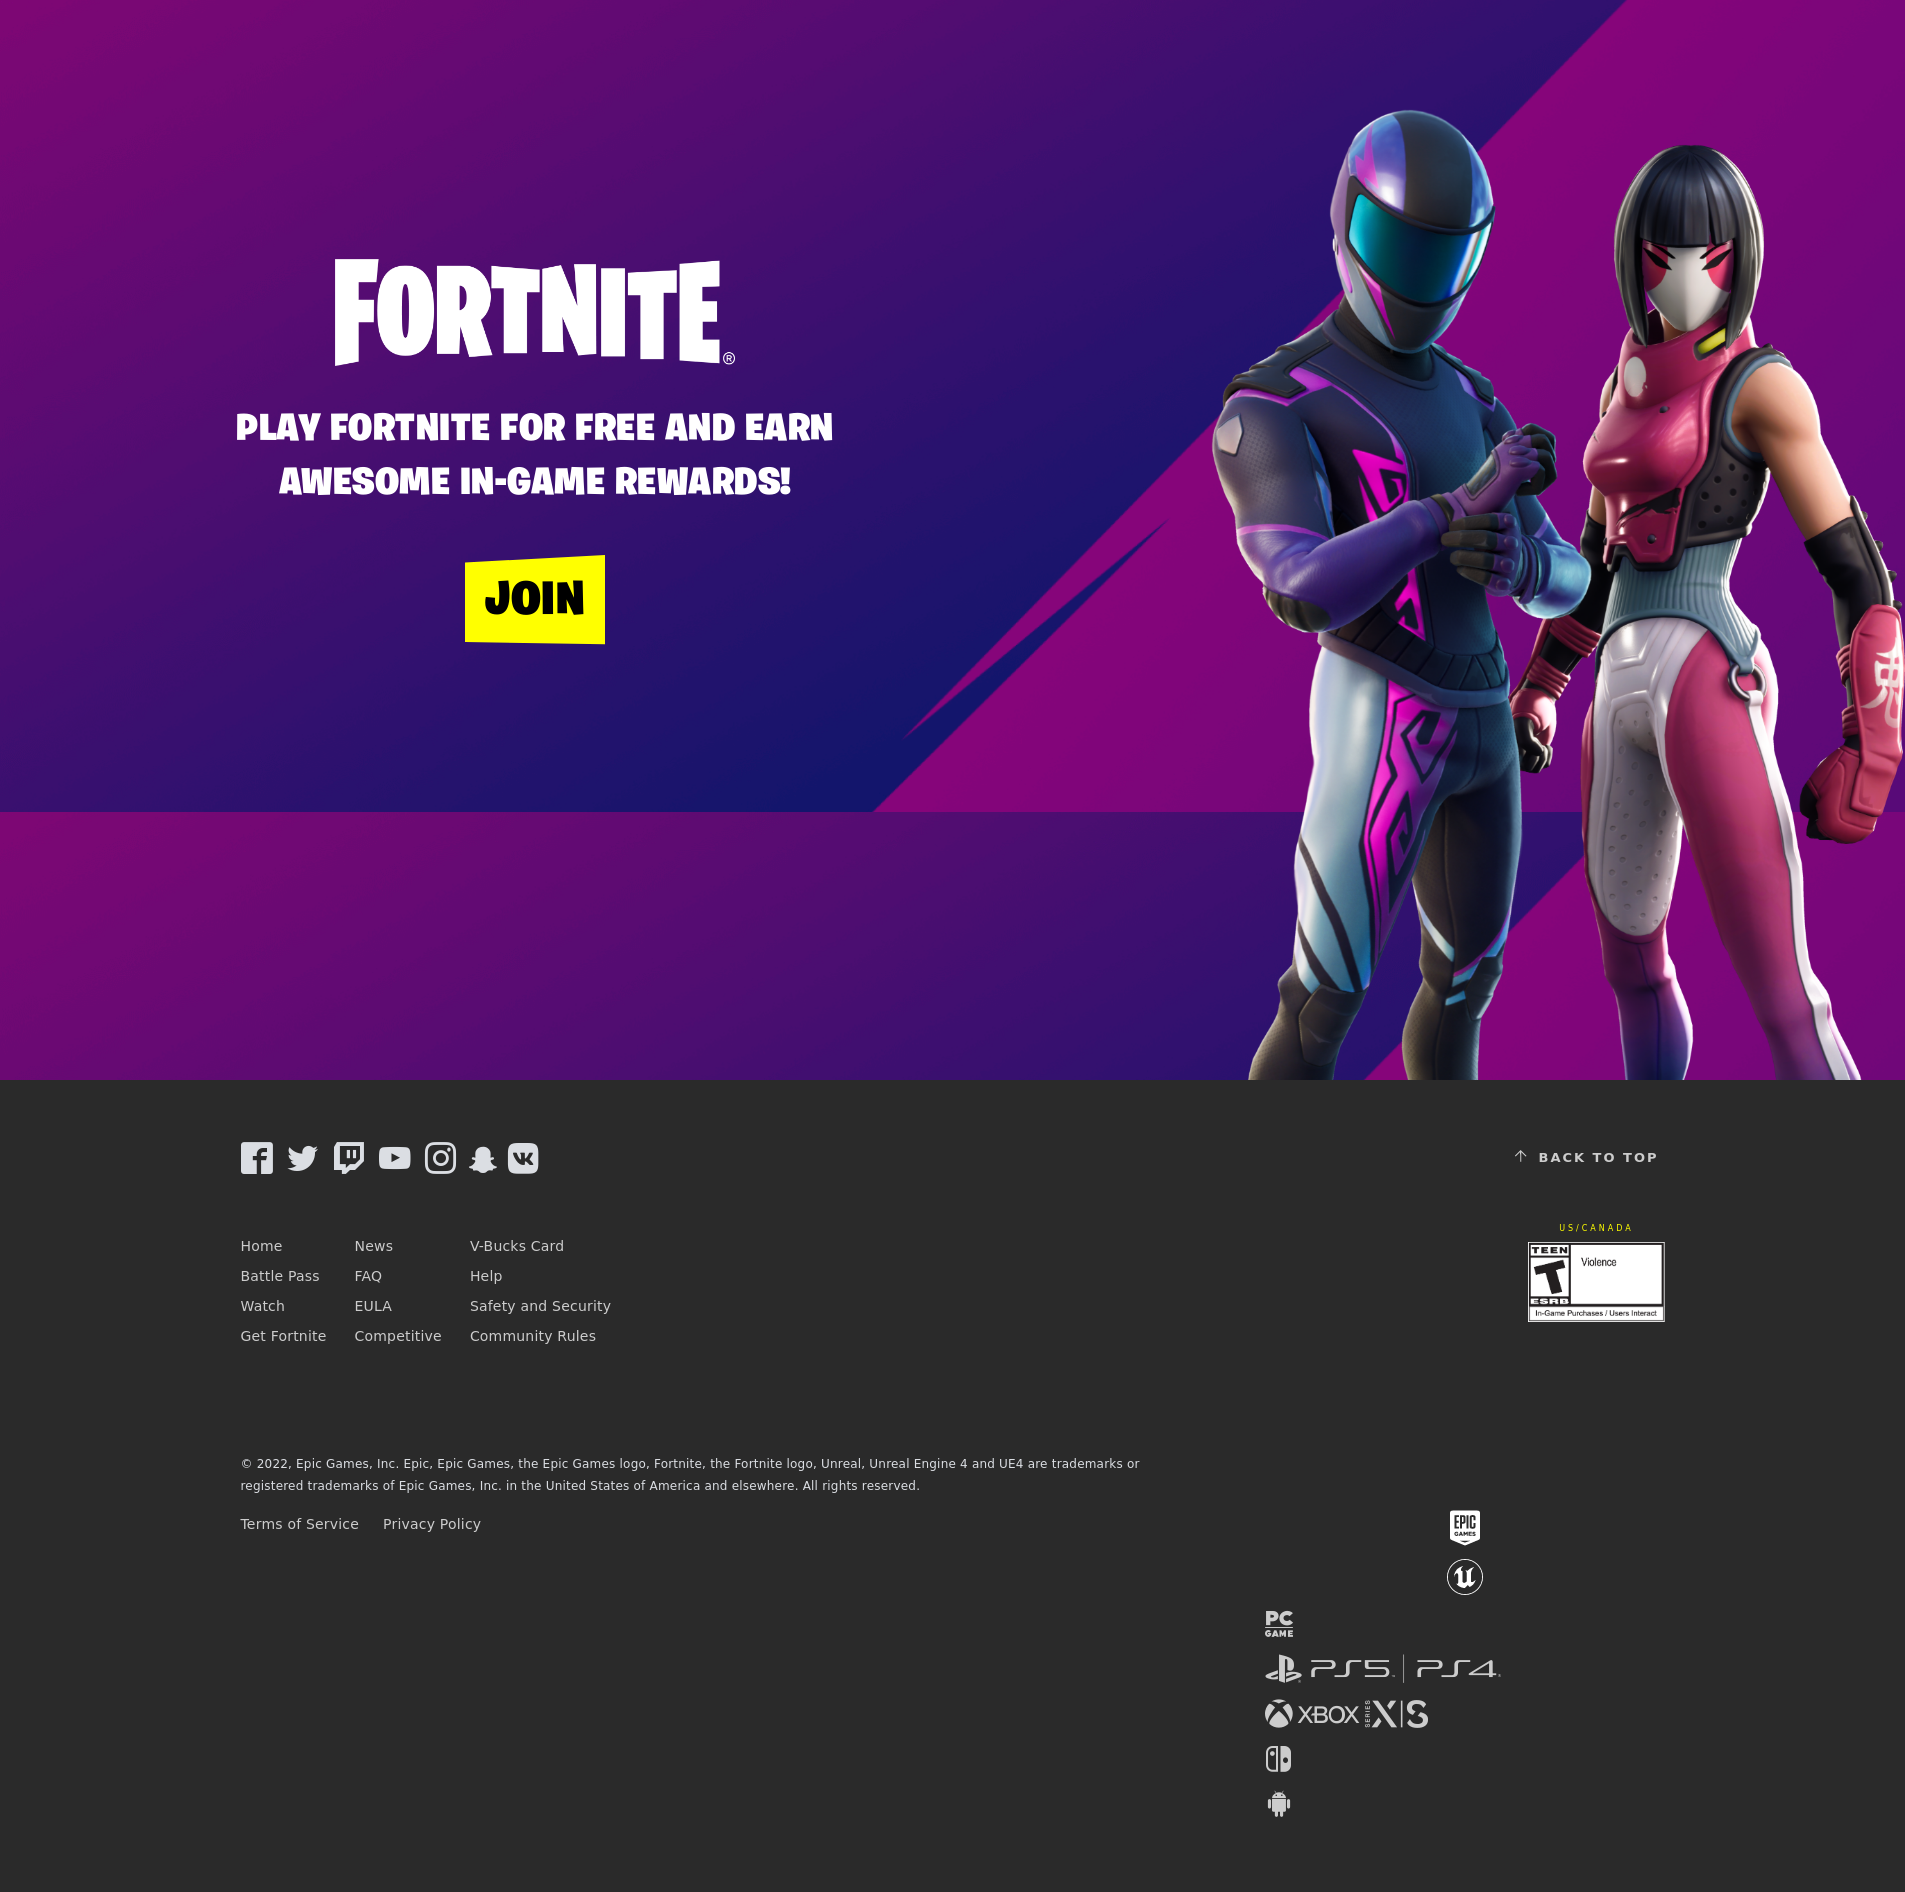 FORTNITE®
PLAY FORTNITE FOR FREE AND EARN
AWESOME IN-GAME REWARDS!
JOIN
鬼
BACK TO TOP
US/CANADA
TEEN
T
ESRB
Violence
In-Game Purchases / Users Interact
Home
Battle Pass
Watch
Get Fortnite
News
FAQ
EULA
Competitive
V-Bucks Card
Help
Safety and Security
Community Rules
© 2022, Epic Games, Inc. Epic, Epic Games, the Epic Games logo, Fortnite, the Fortnite logo, Unreal, Unreal Engine 4 and UE4 are trademarks or
registered trademarks of Epic Games, Inc. in the United States of America and elsewhere. All rights reserved.
Terms of Service Privacy Policy
EPIC
GAMES
PC
GAME
PS5 | PS4
XBOX SERIES X|S